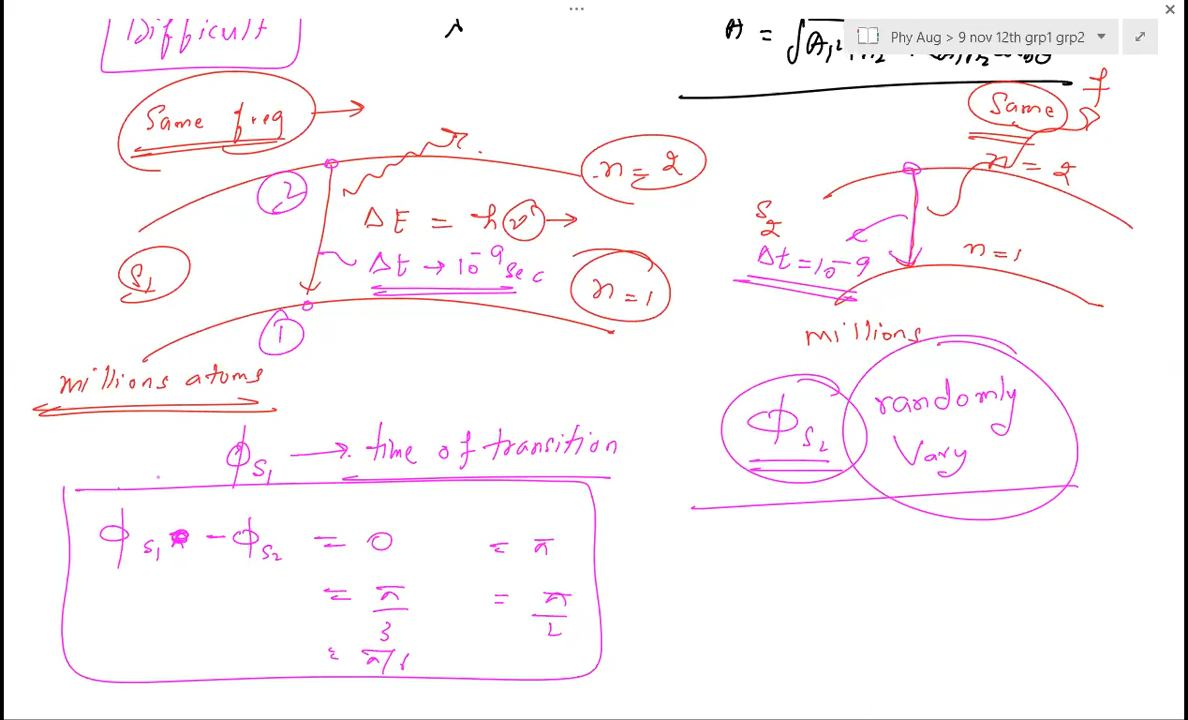 Difficult
λ
Phy Aug > 9 nov 12th grp1 grp2
Same freq
Same f
n = 2
n = 2
2
ΔE = hν
S1
Δt → 10⁻⁹ sec
n = 1
S2
Δt = 10⁻⁹
n = 1
1
millions atoms
millions
ϕS1 → time of transition
ϕS2 randomly
Vary
ϕS1 - ϕS2 = 0 = π
= π/3 = π/2